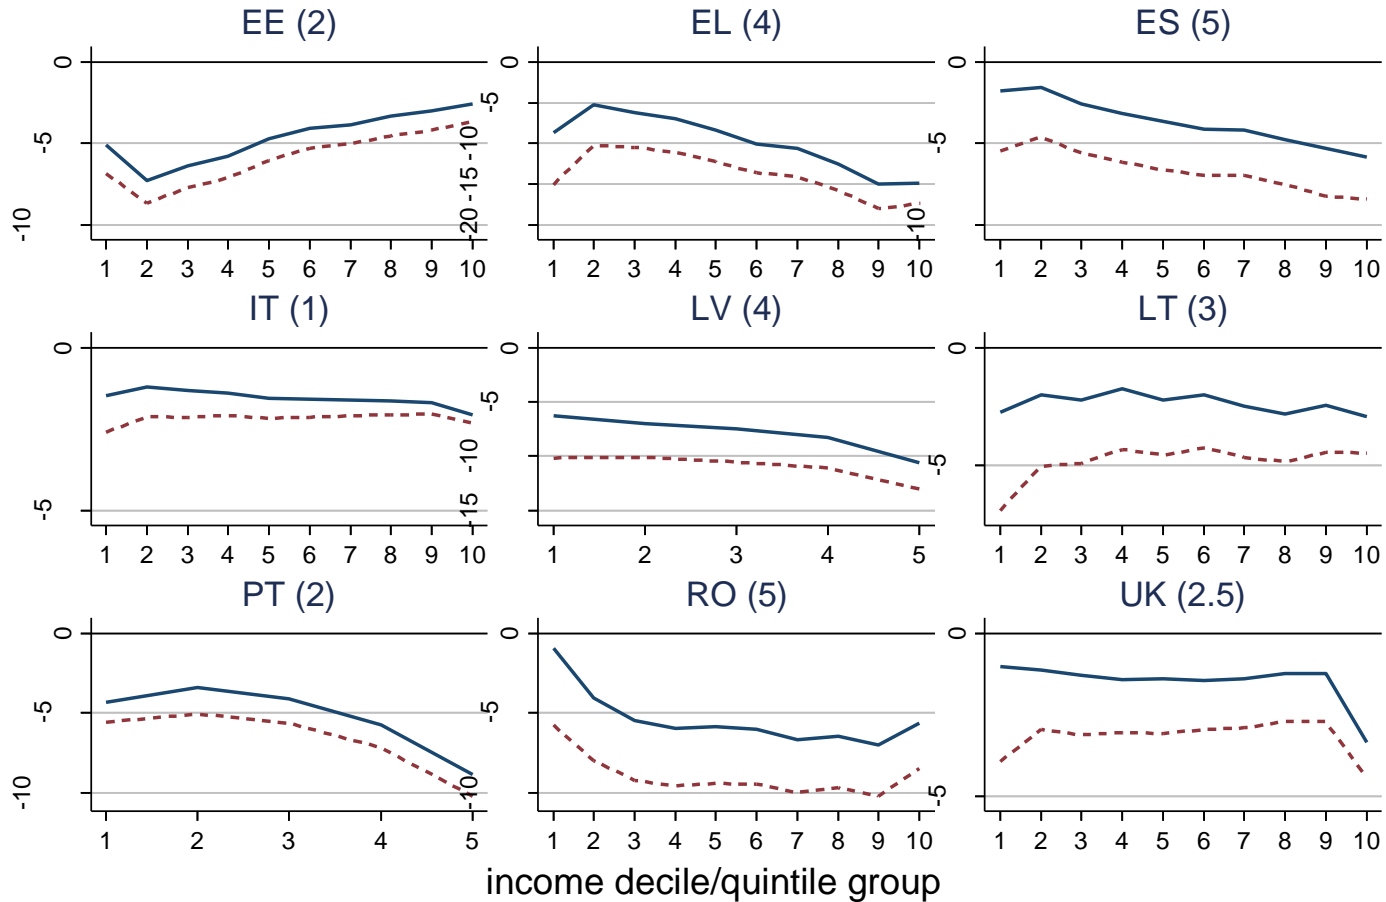 EE (2) EL (4) ES (5)
0 -5 -10
0 -5 -10 -15 -20
0 -5 -10
1 2 3 4 5 6 7 8 9 10
1 2 3 4 5 6 7 8 9 10
1 2 3 4 5 6 7 8 9 10
IT (1) LV (4) LT (3)
0 -5
0 -5 -10 -15
0 -5
1 2 3 4 5 6 7 8 9 10
1 2 3 4 5
1 2 3 4 5 6 7 8 9 10
PT (2) RO (5) UK (2.5)
0 -5 -10
0 -5 -10
0 -5
1 2 3 4 5
1 2 3 4 5 6 7 8 9 10
1 2 3 4 5 6 7 8 9 10
income decile/quintile group